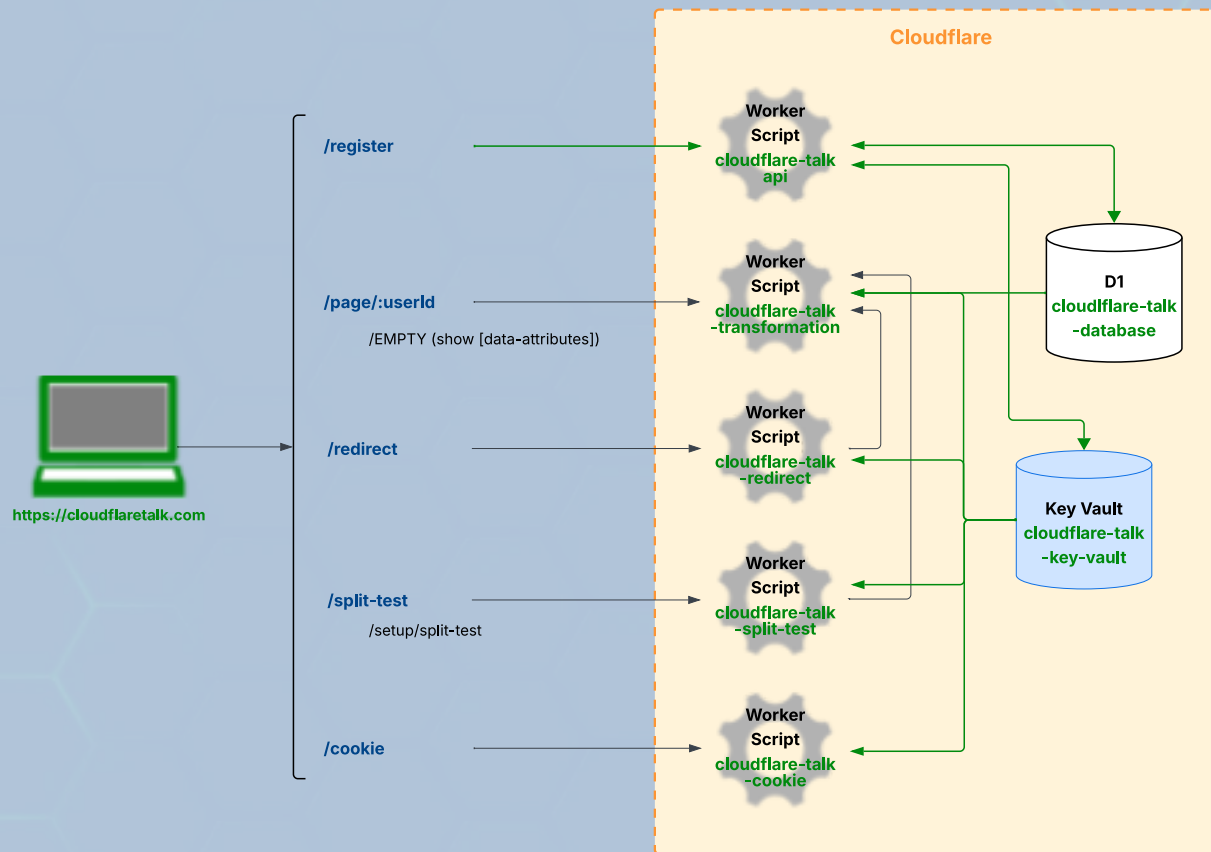 Cloudflare
Worker
Script
cloudflare-talk
api
/register
Worker
Script
cloudflare-talk
-transformation
/page/:userId
/EMPTY (show [data-attributes])
D1
cloudlflare-talk
-database
Worker
Script
cloudflare-talk
-redirect
/redirect
https://cloudflaretalk.com
Key Vault
cloudflare-talk
-key-vault
Worker
Script
cloudflare-talk
-split-test
/split-test
/setup/split-test
Worker
Script
cloudflare-talk
-cookie
/cookie